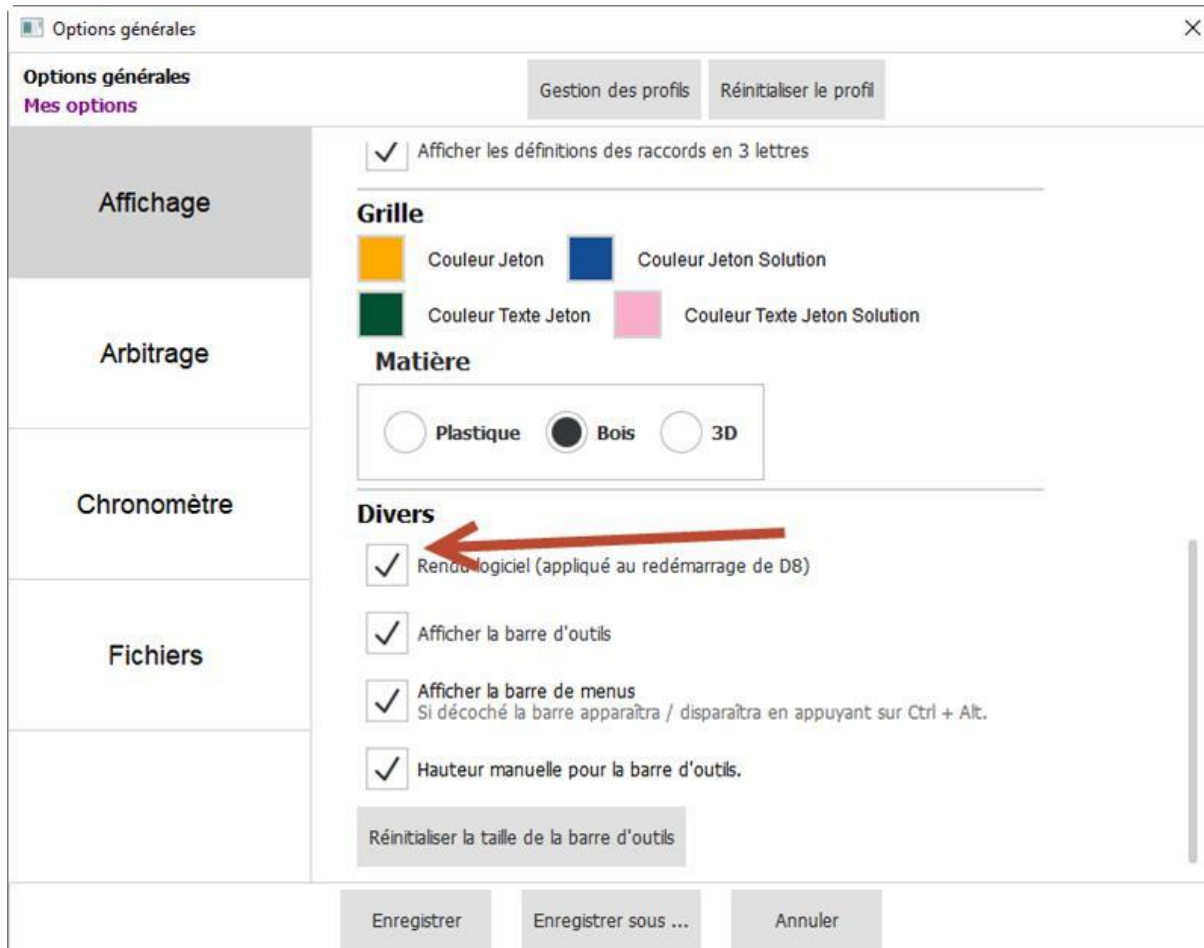 Options générales
Options générales
Mes options
Gestion des profils
Réinitialiser le profil
Affichage
Arbitrage
Chronomètre
Fichiers
Afficher les définitions des raccords en 3 lettres
Grille
Couleur Jeton
Couleur Jeton Solution
Couleur Texte Jeton
Couleur Texte Jeton Solution
Matière
Plastique
Bois
3D
Divers
Rendu logiciel (appliqué au redémarrage de D8)
Afficher la barre d'outils
Afficher la barre de menus
Si décoché la barre apparaîtra / disparaîtra en appuyant sur Ctrl + Alt.
Hauteur manuelle pour la barre d'outils.
Réinitialiser la taille de la barre d'outils
Enregistrer
Enregistrer sous ...
Annuler